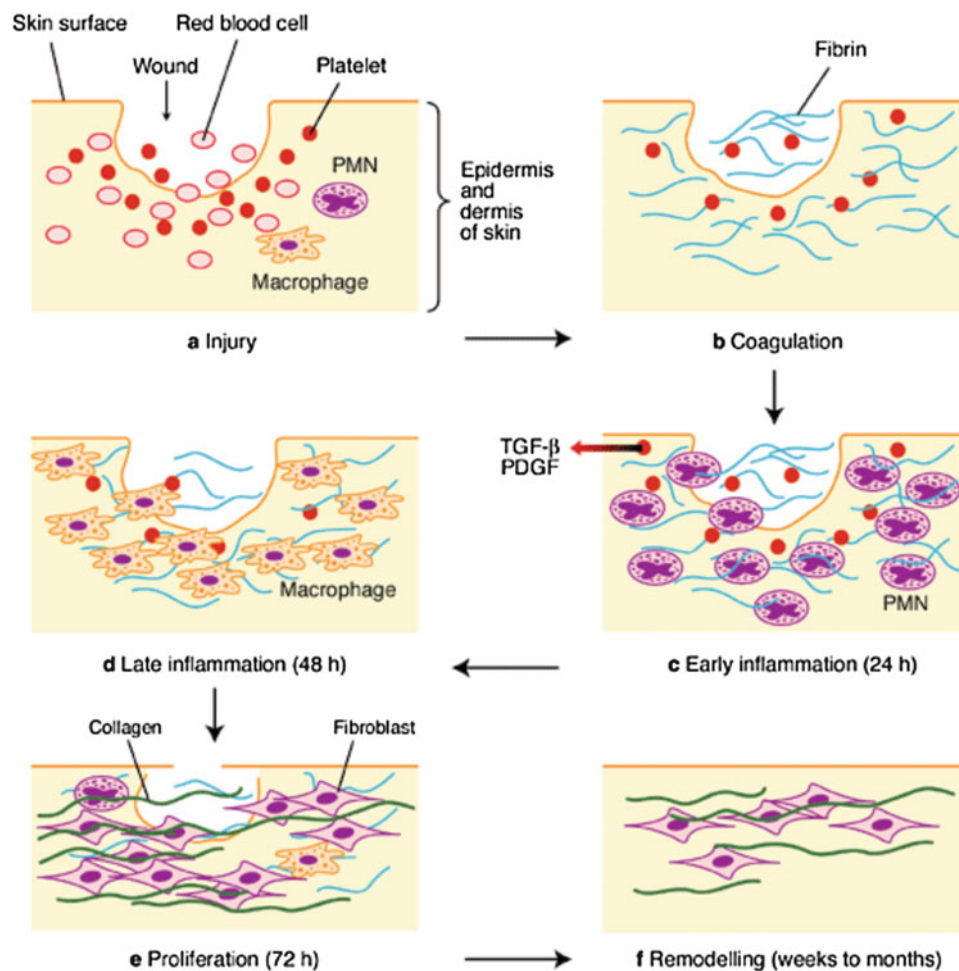 Skin surface
Red blood cell
Wound
Platelet
PMN
Macrophage
Epidermis
and
dermis
of skin
a Injury
Fibrin
b Coagulation
TGF-β
PDGF
PMN
c Early inflammation (24 h)
Macrophage
d Late inflammation (48 h)
Collagen
Fibroblast
e Proliferation (72 h)
f Remodelling (weeks to months)